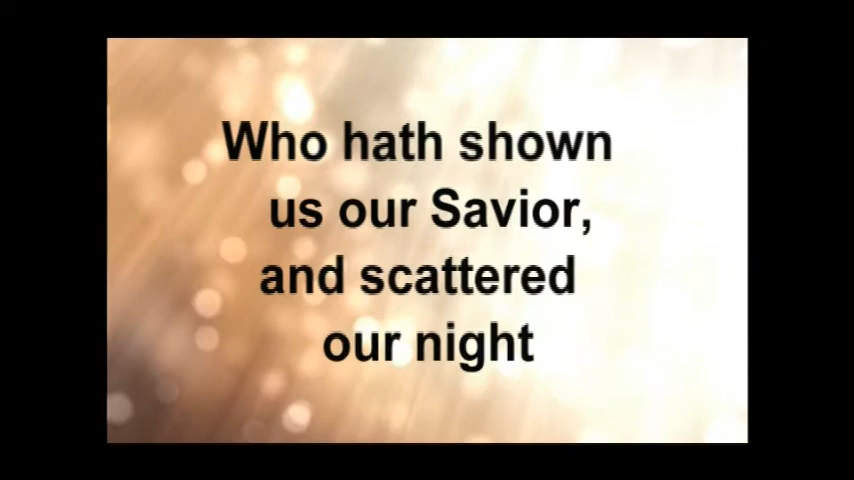 Who hath shown
us our Savior,
and scattered
our night